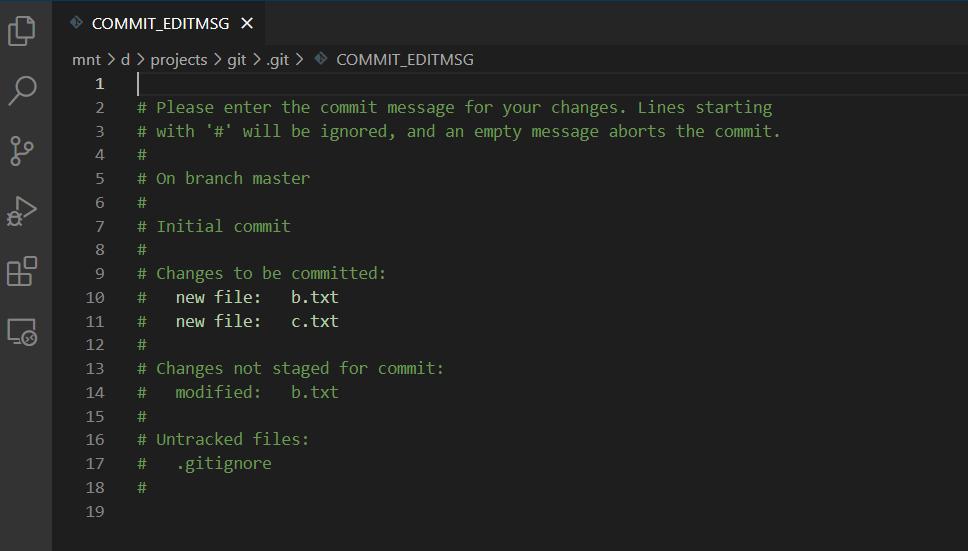 COMMIT_EDITMSG ×
mnt > d > projects > git > .git > COMMIT_EDITMSG
1
2 # Please enter the commit message for your changes. Lines starting
3 # with '#' will be ignored, and an empty message aborts the commit.
4 #
5 # On branch master
6 #
7 # Initial commit
8 #
9 # Changes to be committed:
10 #   new file:   b.txt
11 #   new file:   c.txt
12 #
13 # Changes not staged for commit:
14 #   modified:   b.txt
15 #
16 # Untracked files:
17 #   .gitignore
18 #
19